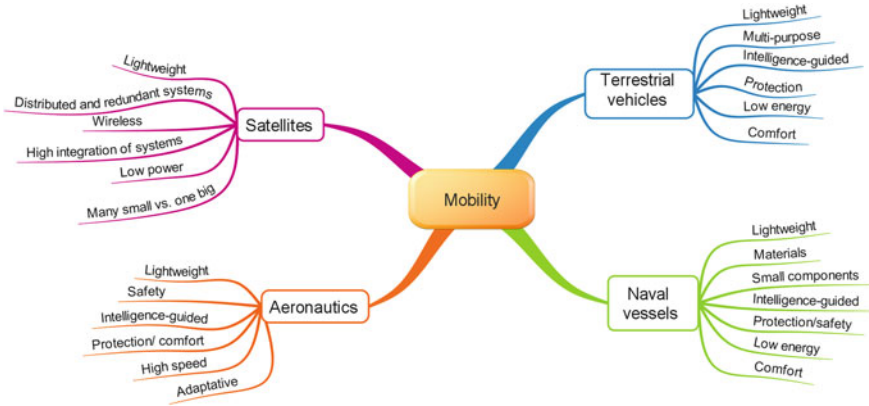 Lightweight
Distributed and redundant systems
Wireless
High integration of systems
Low power
Many small vs. one big
Satellites
Lightweight
Multi-purpose
Intelligence-guided
Protection
Low energy
Comfort
Terrestrial
vehicles
Mobility
Lightweight
Safety
Intelligence-guided
Protection/ comfort
High speed
Adaptative
Aeronautics
Lightweight
Materials
Small components
Intelligence-guided
Protection/safety
Low energy
Comfort
Naval
vessels